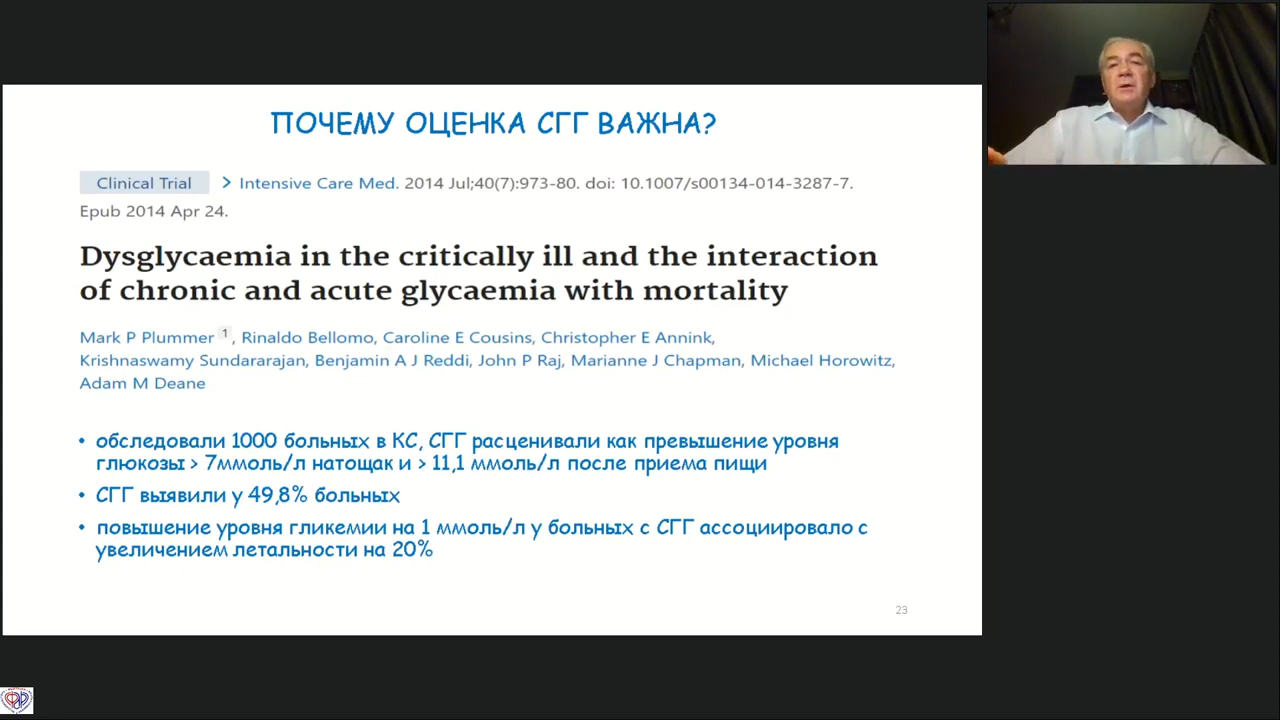 ПОЧЕМУ ОЦЕНКА СГГ ВАЖНА?
Clinical Trial > Intensive Care Med. 2014 Jul;40(7):973-80. doi: 10.1007/s00134-014-3287-7.
Epub 2014 Apr 24.
Dysglycaemia in the critically ill and the interaction
of chronic and acute glycaemia with mortality
Mark P Plummer 1, Rinaldo Bellomo, Caroline E Cousins, Christopher E Annink,
Krishnaswamy Sundararajan, Benjamin A J Reddi, John P Raj, Marianne J Chapman, Michael Horowitz,
Adam M Deane
• обследовали 1000 больных в КС, СГГ расценивали как превышение уровня
глюкозы > 7ммоль/л натощак и > 11,1 ммоль/л после приема пищи
• СГГ выявили у 49,8% больных
• повышение уровня гликемии на 1 ммоль/л у больных с СГГ ассоциировало с
увеличением летальности на 20%
23